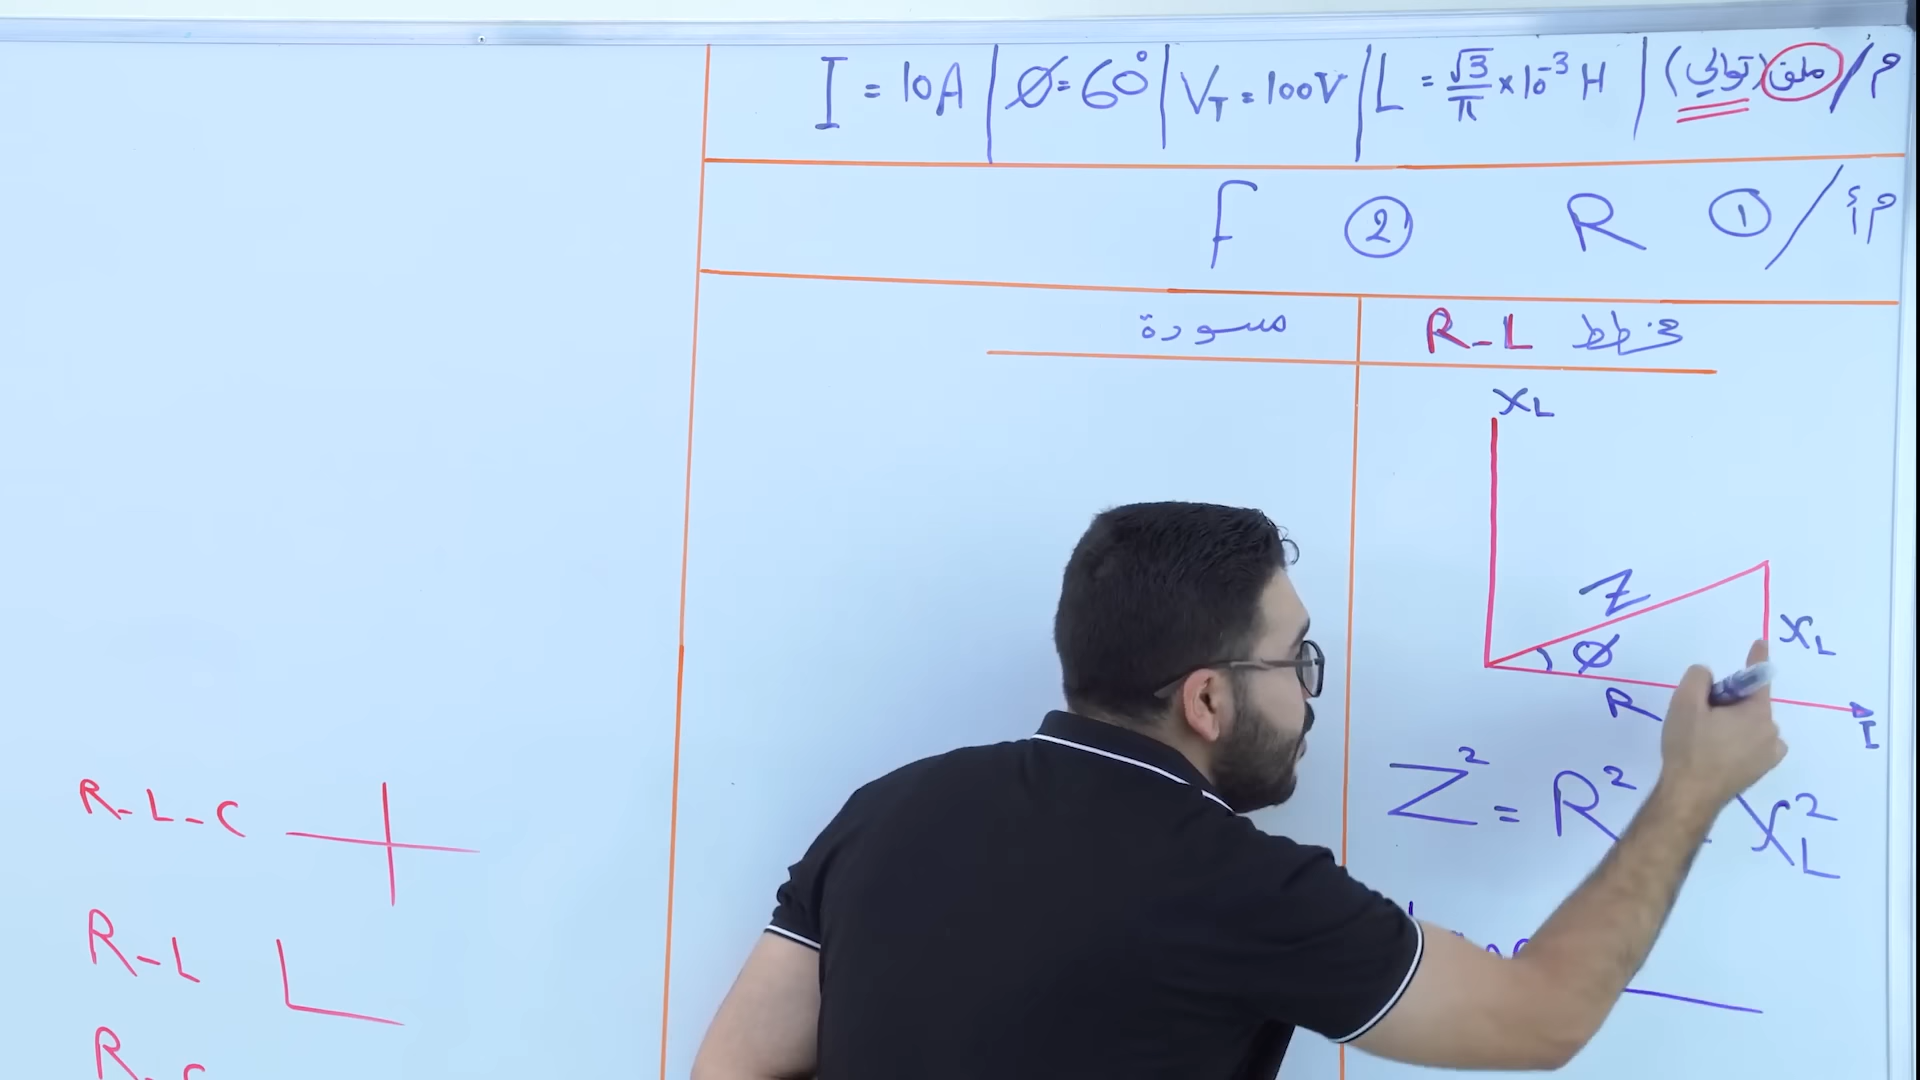 م/ ملف (توالي) | L = √3/π × 10⁻³ H | V_T = 100V | Ø = 60° | I = 10A
م أ/ ① R ② F
مخطط R-L
مسودة
X_L
Z
Ø
X_L
R
I
Z² = R² X_L²
R-L-C
R-L